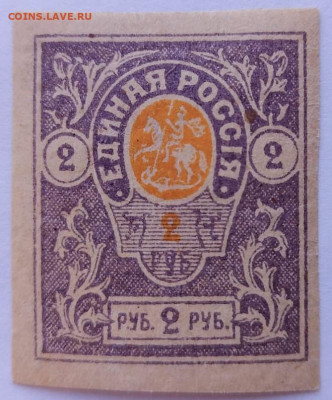 COINS.LAVE.RU
ЕДИНАЯ РОССІЯ
2 2
2
РУБ
РУБ. 2 РУБ.